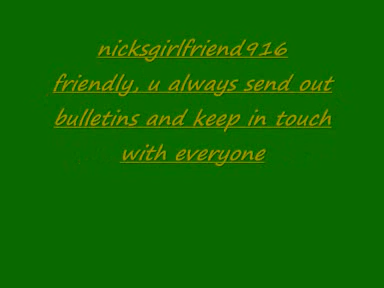 nicksgirlfriend916
friendly, u always send out
bulletins and keep in touch
with everyone